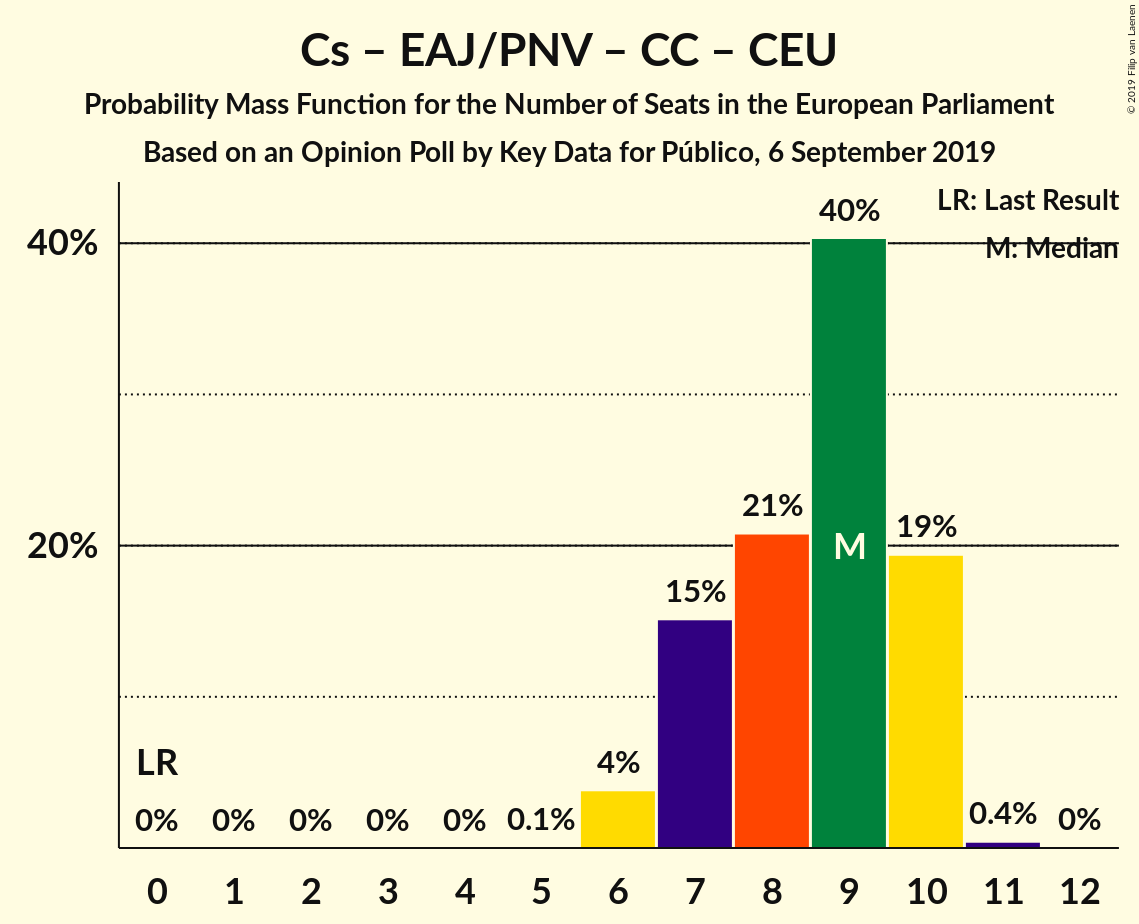 Cs – EAJ/PNV – CC – CEU
Probability Mass Function for the Number of Seats in the European Parliament
Based on an Opinion Poll by Key Data for Público, 6 September 2019
© 2019 Filip van Laenen
LR: Last Result
M: Median
40%
20%
40%
21%
19%
15%
M
4%
LR
0% 0% 0% 0% 0% 0.1% 0.4% 0%
0 1 2 3 4 5 6 7 8 9 10 11 12